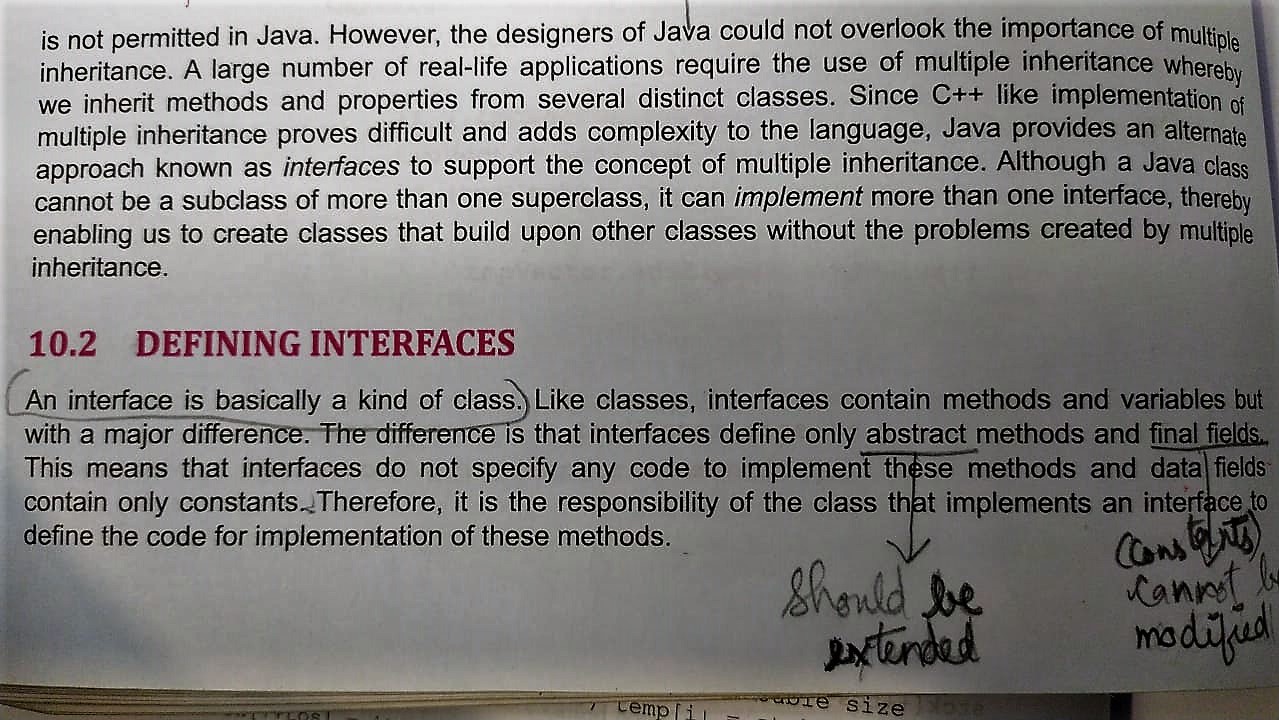 is not permitted in Java. However, the designers of Java could not overlook the importance of multiple
inheritance. A large number of real-life applications require the use of multiple inheritance whereby
we inherit methods and properties from several distinct classes. Since C++ like implementation of
multiple inheritance proves difficult and adds complexity to the language, Java provides an alternate
approach known as interfaces to support the concept of multiple inheritance. Although a Java class
cannot be a subclass of more than one superclass, it can implement more than one interface, thereby
enabling us to create classes that build upon other classes without the problems created by multiple
inheritance.
10.2 DEFINING INTERFACES
An interface is basically a kind of class. Like classes, interfaces contain methods and variables but
with a major difference. The difference is that interfaces define only abstract methods and final fields.
This means that interfaces do not specify any code to implement these methods and data fields
contain only constants. Therefore, it is the responsibility of the class that implements an interface to
define the code for implementation of these methods.
should be
extended
(constants)
cannot
modified
size